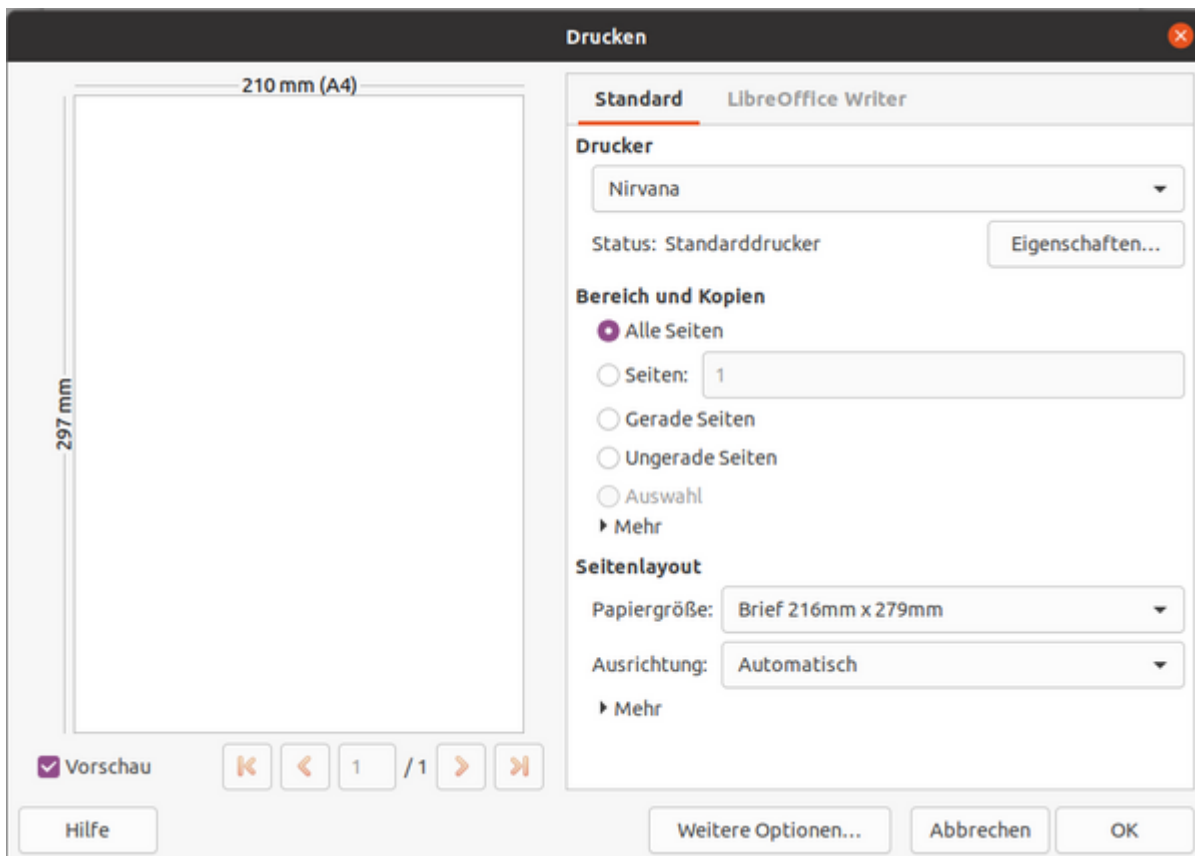 Drucken
210 mm (A4)
297 mm
Vorschau
1
/ 1
Standard
LibreOffice Writer
Drucker
Nirvana
Status: Standarddrucker
Eigenschaften...
Bereich und Kopien
Alle Seiten
Seiten: 1
Gerade Seiten
Ungerade Seiten
Auswahl
Mehr
Seitenlayout
Papiergröße: Brief 216mm x 279mm
Ausrichtung: Automatisch
Mehr
Hilfe
Weitere Optionen...
Abbrechen
OK